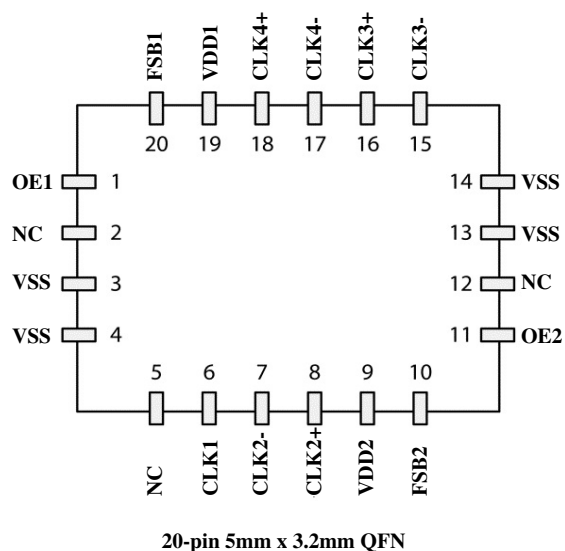 FSB1 VDD1 CLK4+ CLK4- CLK3+ CLK3-
20 19 18 17 16 15
OE1 1 14 VSS
NC 2 13 VSS
VSS 3 12 NC
VSS 4 11 OE2
5 6 7 8 9 10
NC CLK1 CLK2- CLK2+ VDD2 FSB2
20-pin 5mm x 3.2mm QFN